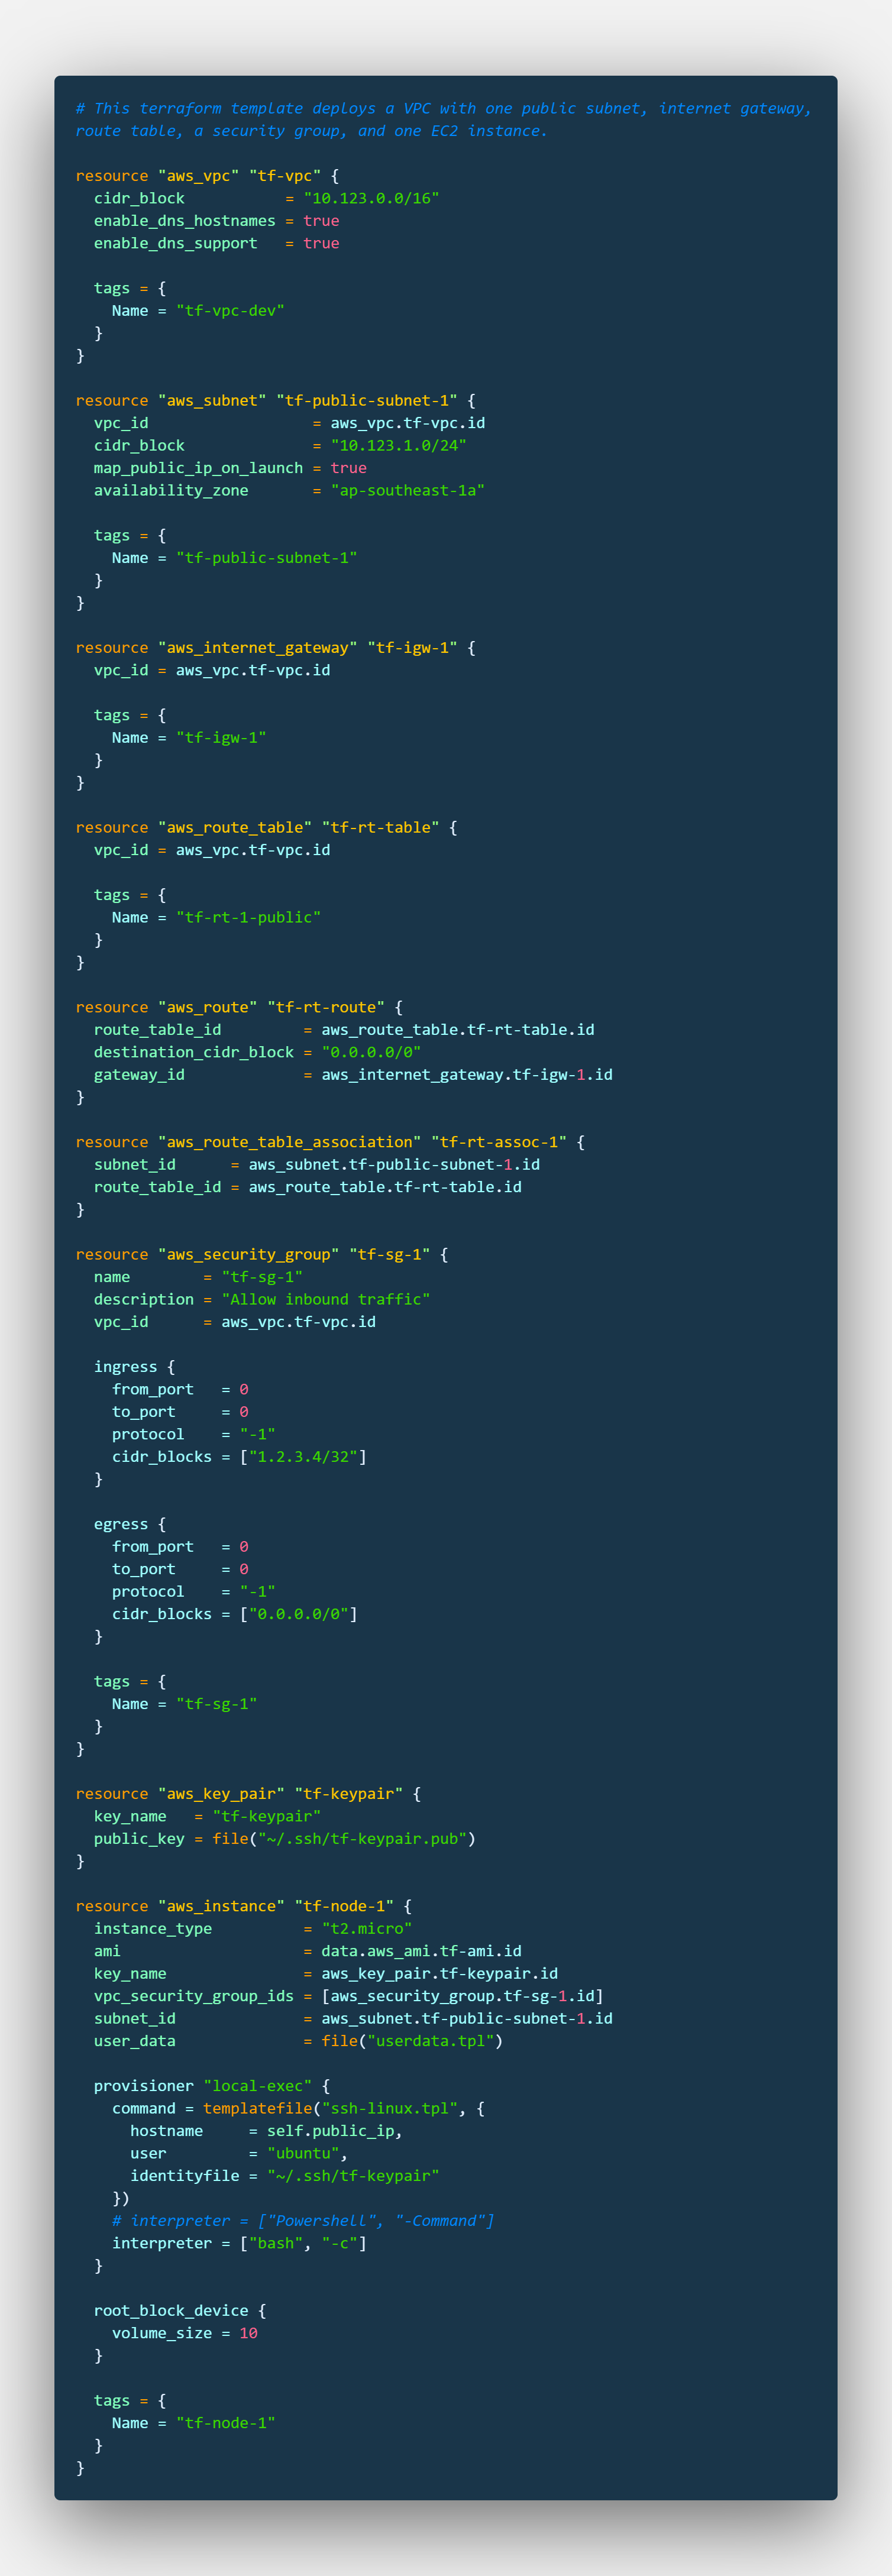 # This terraform template deploys a VPC with one public subnet, internet gateway,
route table, a security group, and one EC2 instance.

resource "aws_vpc" "tf-vpc" {
  cidr_block           = "10.123.0.0/16"
  enable_dns_hostnames = true
  enable_dns_support   = true

  tags = {
    Name = "tf-vpc-dev"
  }
}

resource "aws_subnet" "tf-public-subnet-1" {
  vpc_id                  = aws_vpc.tf-vpc.id
  cidr_block              = "10.123.1.0/24"
  map_public_ip_on_launch = true
  availability_zone       = "ap-southeast-1a"

  tags = {
    Name = "tf-public-subnet-1"
  }
}

resource "aws_internet_gateway" "tf-igw-1" {
  vpc_id = aws_vpc.tf-vpc.id

  tags = {
    Name = "tf-igw-1"
  }
}

resource "aws_route_table" "tf-rt-table" {
  vpc_id = aws_vpc.tf-vpc.id

  tags = {
    Name = "tf-rt-1-public"
  }
}

resource "aws_route" "tf-rt-route" {
  route_table_id         = aws_route_table.tf-rt-table.id
  destination_cidr_block = "0.0.0.0/0"
  gateway_id             = aws_internet_gateway.tf-igw-1.id
}

resource "aws_route_table_association" "tf-rt-assoc-1" {
  subnet_id      = aws_subnet.tf-public-subnet-1.id
  route_table_id = aws_route_table.tf-rt-table.id
}

resource "aws_security_group" "tf-sg-1" {
  name        = "tf-sg-1"
  description = "Allow inbound traffic"
  vpc_id      = aws_vpc.tf-vpc.id

  ingress {
    from_port   = 0
    to_port     = 0
    protocol    = "-1"
    cidr_blocks = ["1.2.3.4/32"]
  }

  egress {
    from_port   = 0
    to_port     = 0
    protocol    = "-1"
    cidr_blocks = ["0.0.0.0/0"]
  }

  tags = {
    Name = "tf-sg-1"
  }
}

resource "aws_key_pair" "tf-keypair" {
  key_name   = "tf-keypair"
  public_key = file("~/.ssh/tf-keypair.pub")
}

resource "aws_instance" "tf-node-1" {
  instance_type          = "t2.micro"
  ami                    = data.aws_ami.tf-ami.id
  key_name               = aws_key_pair.tf-keypair.id
  vpc_security_group_ids = [aws_security_group.tf-sg-1.id]
  subnet_id              = aws_subnet.tf-public-subnet-1.id
  user_data              = file("userdata.tpl")

  provisioner "local-exec" {
    command = templatefile("ssh-linux.tpl", {
      hostname     = self.public_ip,
      user         = "ubuntu",
      identityfile = "~/.ssh/tf-keypair"
    })
    # interpreter = ["Powershell", "-Command"]
    interpreter = ["bash", "-c"]
  }

  root_block_device {
    volume_size = 10
  }

  tags = {
    Name = "tf-node-1"
  }
}